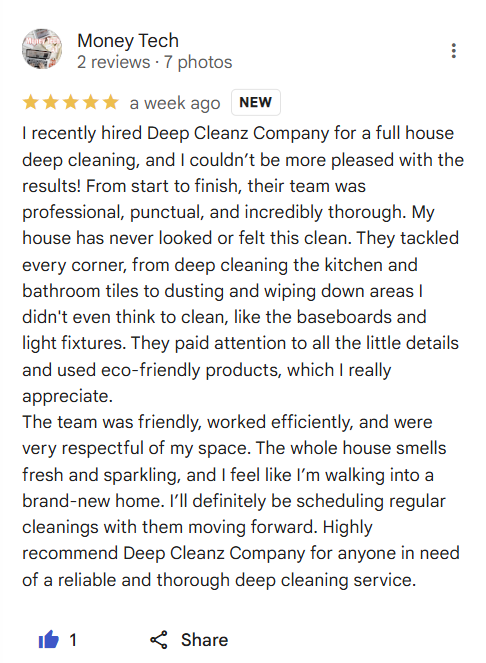 Money Tech
2 reviews · 7 photos
a week ago NEW
I recently hired Deep Cleanz Company for a full house
deep cleaning, and I couldn’t be more pleased with the
results! From start to finish, their team was
professional, punctual, and incredibly thorough. My
house has never looked or felt this clean. They tackled
every corner, from deep cleaning the kitchen and
bathroom tiles to dusting and wiping down areas I
didn't even think to clean, like the baseboards and
light fixtures. They paid attention to all the little details
and used eco-friendly products, which I really
appreciate.
The team was friendly, worked efficiently, and were
very respectful of my space. The whole house smells
fresh and sparkling, and I feel like I’m walking into a
brand-new home. I’ll definitely be scheduling regular
cleanings with them moving forward. Highly
recommend Deep Cleanz Company for anyone in need
of a reliable and thorough deep cleaning service.
1 Share